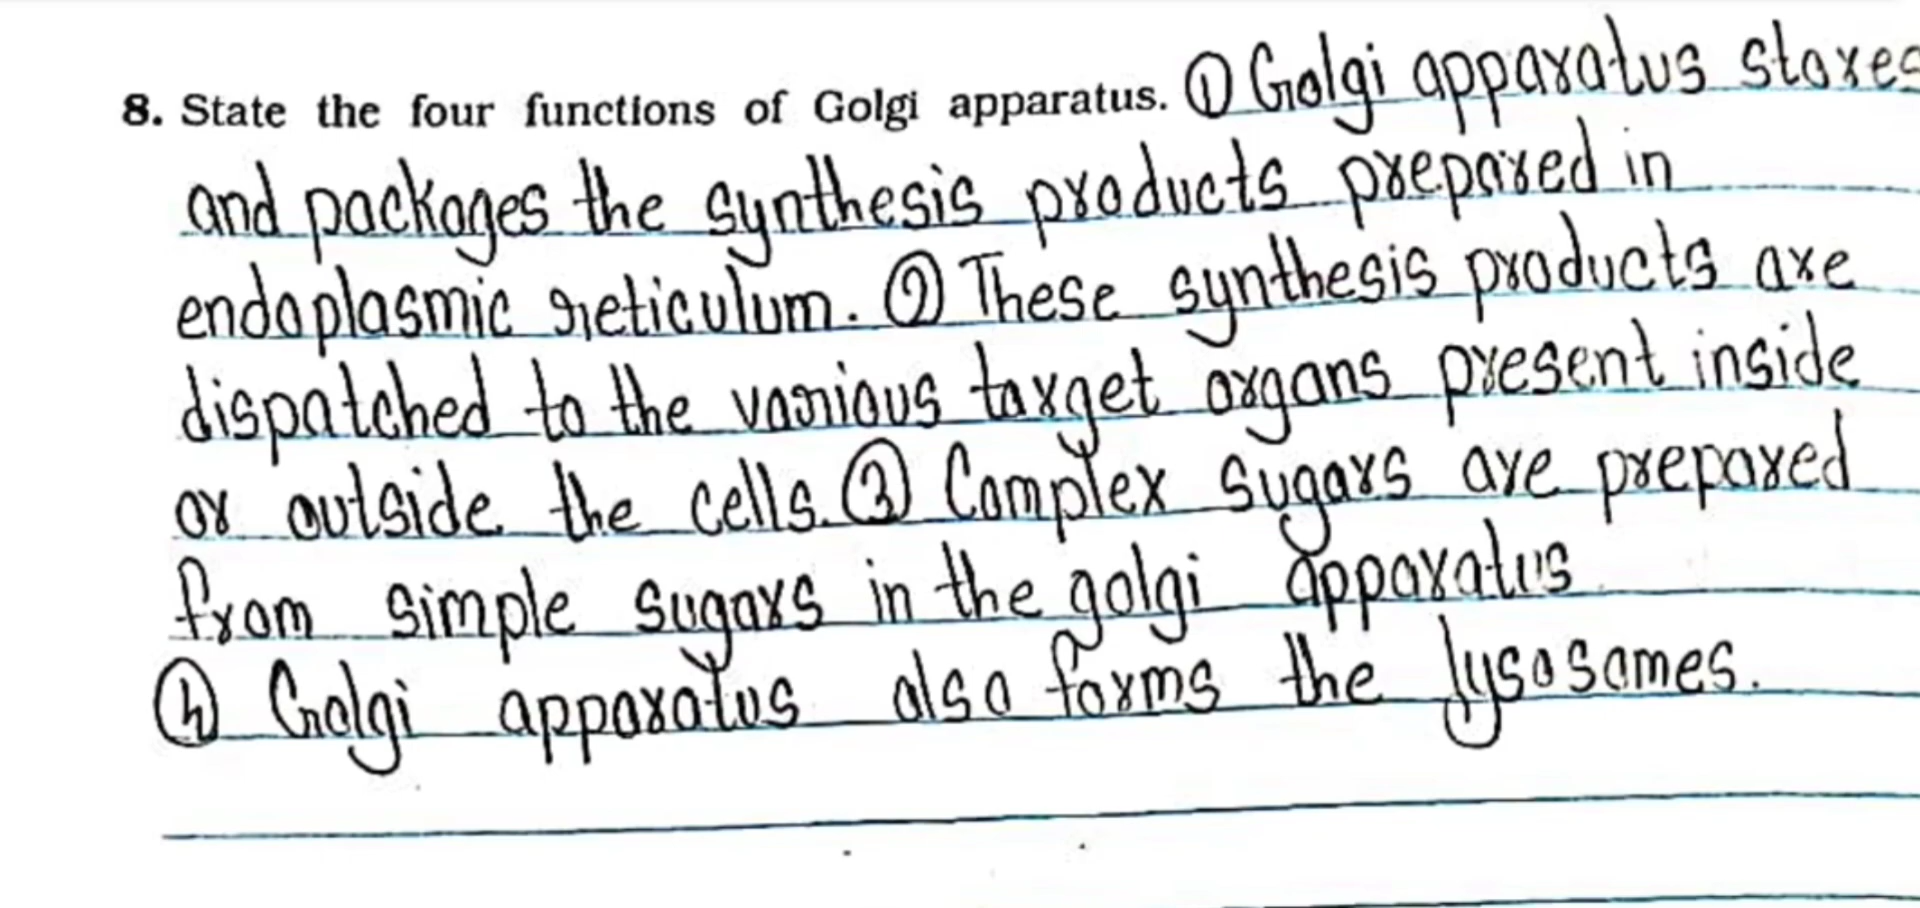 8. State the four functions of Golgi apparatus. ① Golgi apparatus stores
and packages the synthesis products prepared in
endoplasmic reticulum. ② These synthesis products are
dispatched to the various target organs present inside
or outside the cells. ③ Complex sugars are prepared
from simple sugars in the golgi apparatus
④ Golgi apparatus also forms the lysosomes.